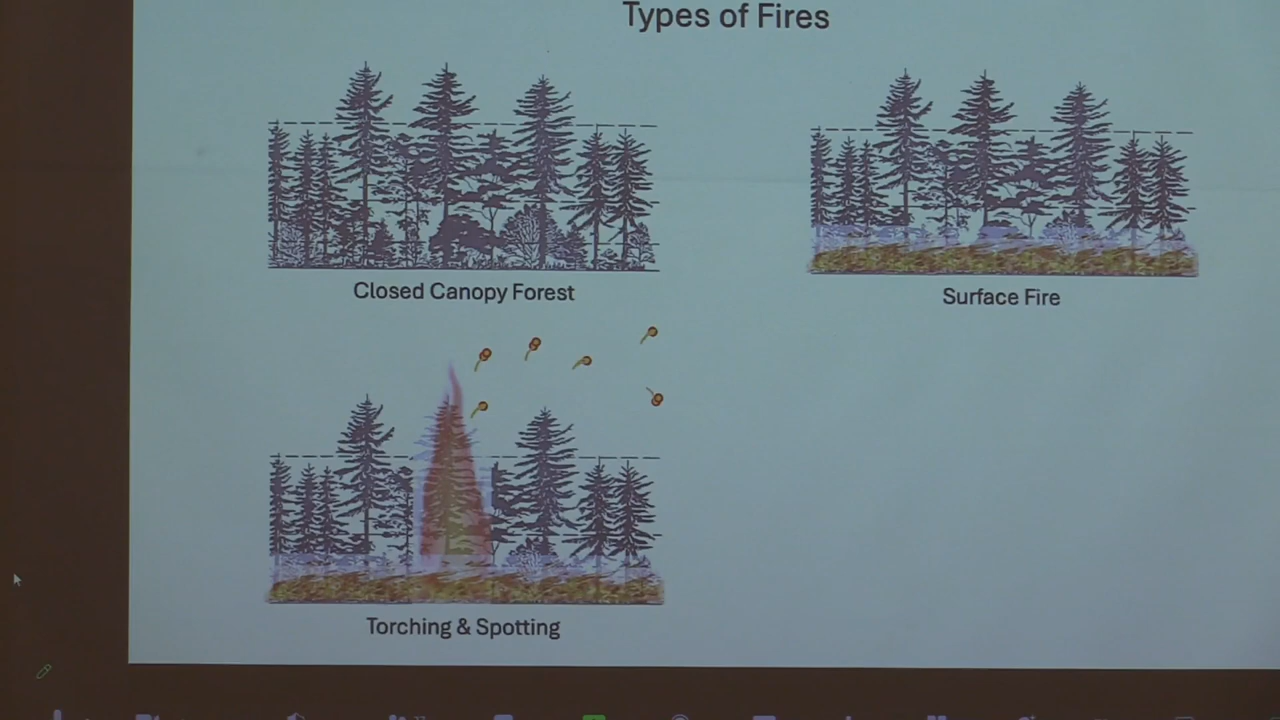 Types of Fires
Closed Canopy Forest
Surface Fire
Torching & Spotting